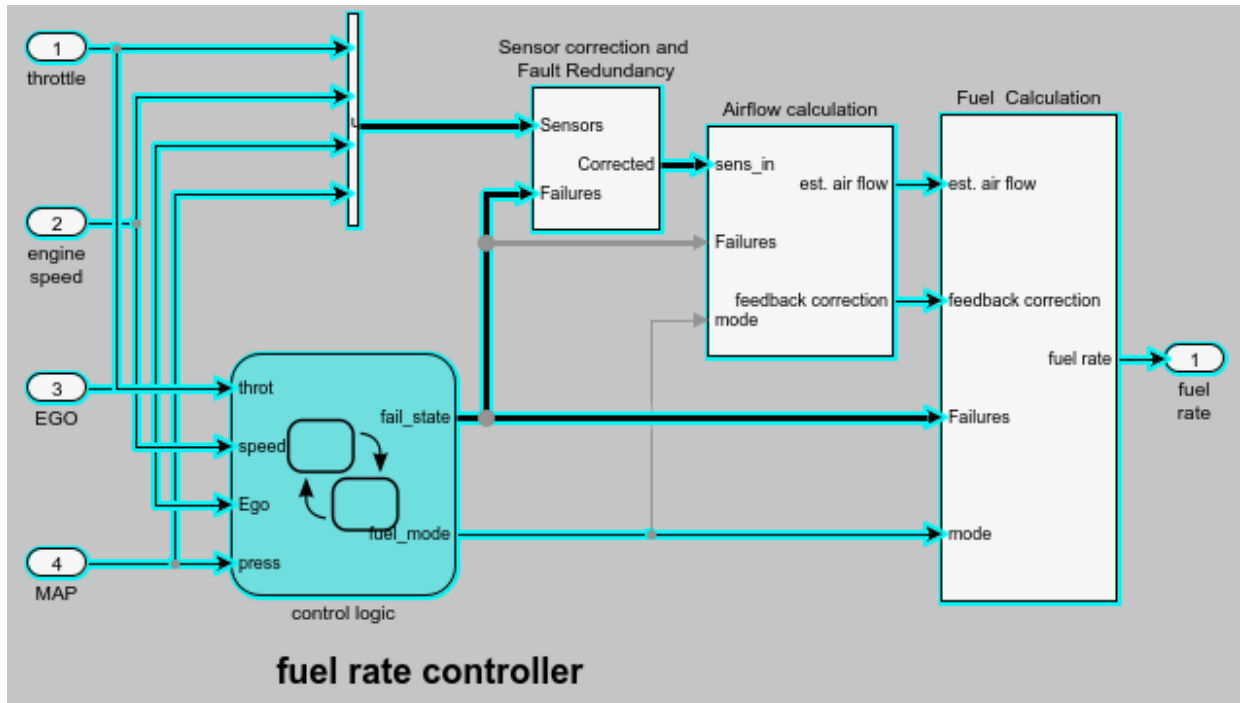 1
throttle
2
engine
speed
3
EGO
4
MAP
Sensor correction and
Fault Redundancy
Sensors
Corrected
Failures
Airflow calculation
sens_in
est. air flow
Failures
feedback correction
mode
Fuel Calculation
est. air flow
feedback correction
fuel rate
Failures
mode
1
fuel
rate
throt
fail_state
speed
Ego
fuel_mode
press
control logic
fuel rate controller